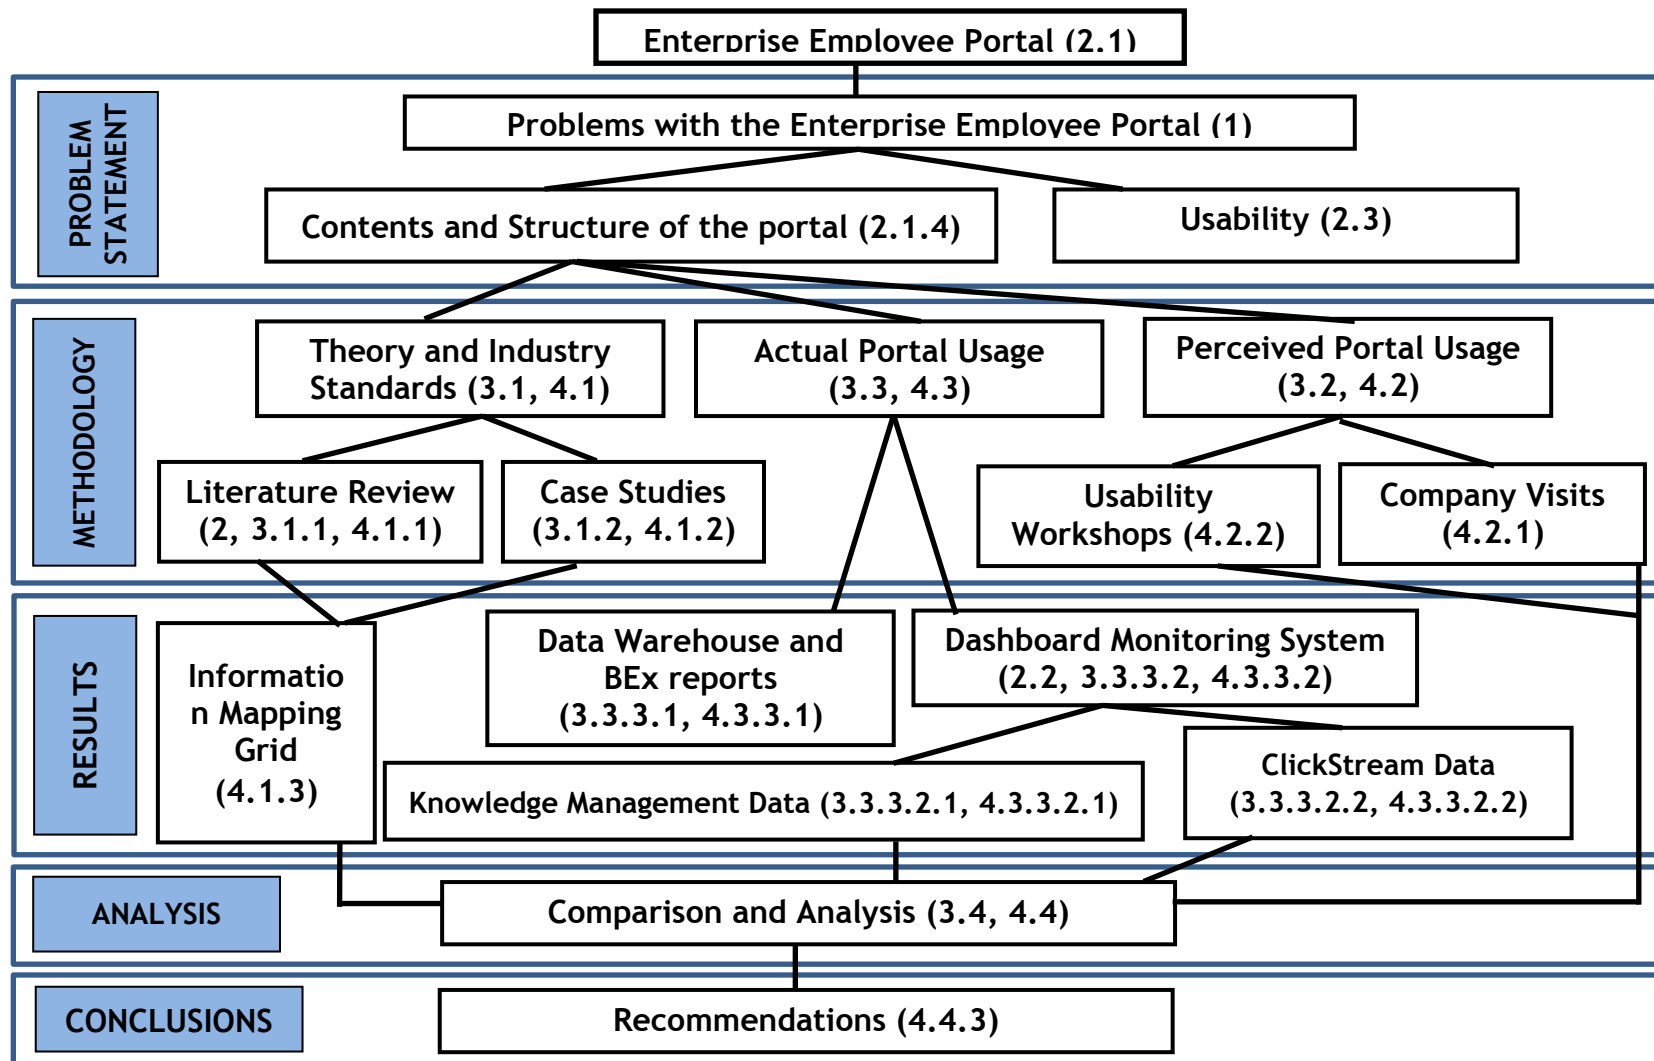 Enterprise Employee Portal (2.1)
PROBLEM
STATEMENT
Problems with the Enterprise Employee Portal (1)
Contents and Structure of the portal (2.1.4)
Usability (2.3)
METHODOLOGY
Theory and Industry
Standards (3.1, 4.1)
Actual Portal Usage
(3.3, 4.3)
Perceived Portal Usage
(3.2, 4.2)
Literature Review
(2, 3.1.1, 4.1.1)
Case Studies
(3.1.2, 4.1.2)
Usability
Workshops (4.2.2)
Company Visits
(4.2.1)
RESULTS
Informatio
n Mapping
Grid
(4.1.3)
Data Warehouse and
BEx reports
(3.3.3.1, 4.3.3.1)
Dashboard Monitoring System
(2.2, 3.3.3.2, 4.3.3.2)
Knowledge Management Data (3.3.3.2.1, 4.3.3.2.1)
ClickStream Data
(3.3.3.2.2, 4.3.3.2.2)
ANALYSIS
Comparison and Analysis (3.4, 4.4)
CONCLUSIONS
Recommendations (4.4.3)